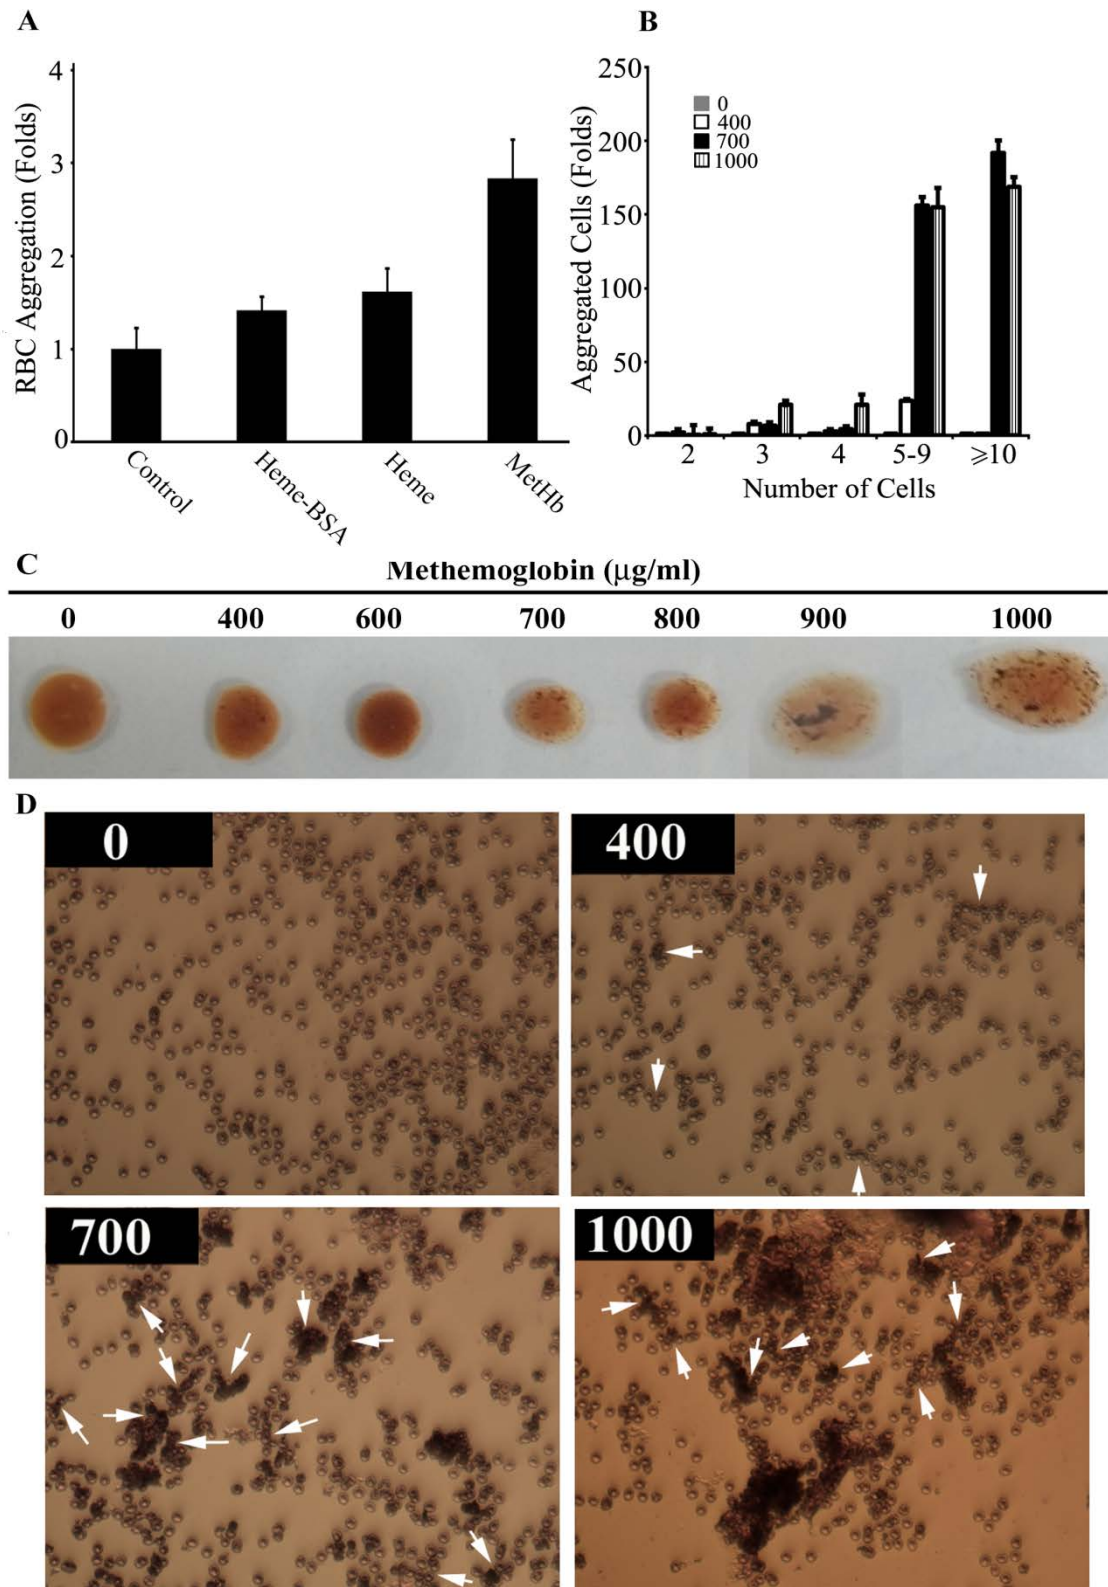 A
RBC Aggregation (Folds)
4
3
2
1
0
Control
Heme-BSA
Heme
MetHb
B
Aggregated Cells (Folds)
250
200
150
100
50
0
0
400
700
1000
2 3 4 5-9 ⩾10
Number of Cells
C
Methemoglobin (µg/ml)
0 400 600 700 800 900 1000
D
0
400
700
1000